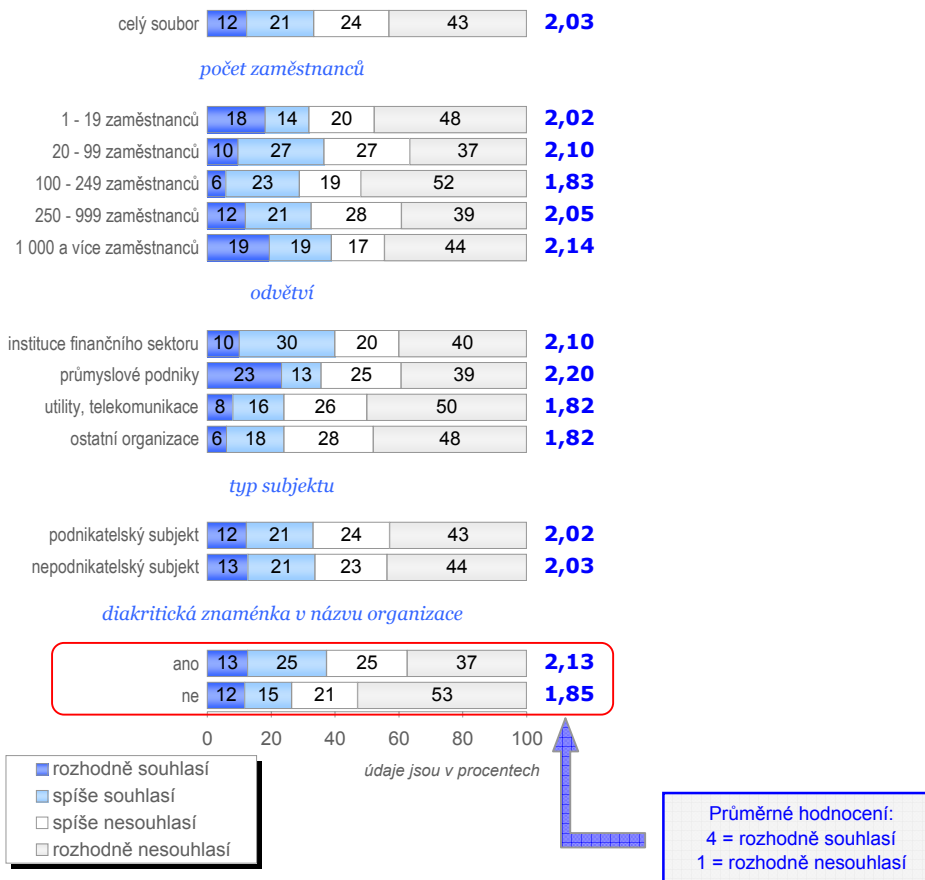 celý soubor 12 21 24 43 2,03
počet zaměstnanců
1 - 19 zaměstnanců 18 14 20 48 2,02
20 - 99 zaměstnanců 10 27 27 37 2,10
100 - 249 zaměstnanců 6 23 19 52 1,83
250 - 999 zaměstnanců 12 21 28 39 2,05
1 000 a více zaměstnanců 19 19 17 44 2,14
odvětví
instituce finančního sektoru 10 30 20 40 2,10
průmyslové podniky 23 13 25 39 2,20
utility, telekomunikace 8 16 26 50 1,82
ostatní organizace 6 18 28 48 1,82
typ subjektu
podnikatelský subjekt 12 21 24 43 2,02
nepodnikatelský subjekt 13 21 23 44 2,03
diakritická znaménka v názvu organizace
ano 13 25 25 37 2,13
ne 12 15 21 53 1,85
0 20 40 60 80 100
údaje jsou v procentech
rozhodně souhlasí
spíše souhlasí
spíše nesouhlasí
rozhodně nesouhlasí
Průměrné hodnocení:
4 = rozhodně souhlasí
1 = rozhodně nesouhlasí